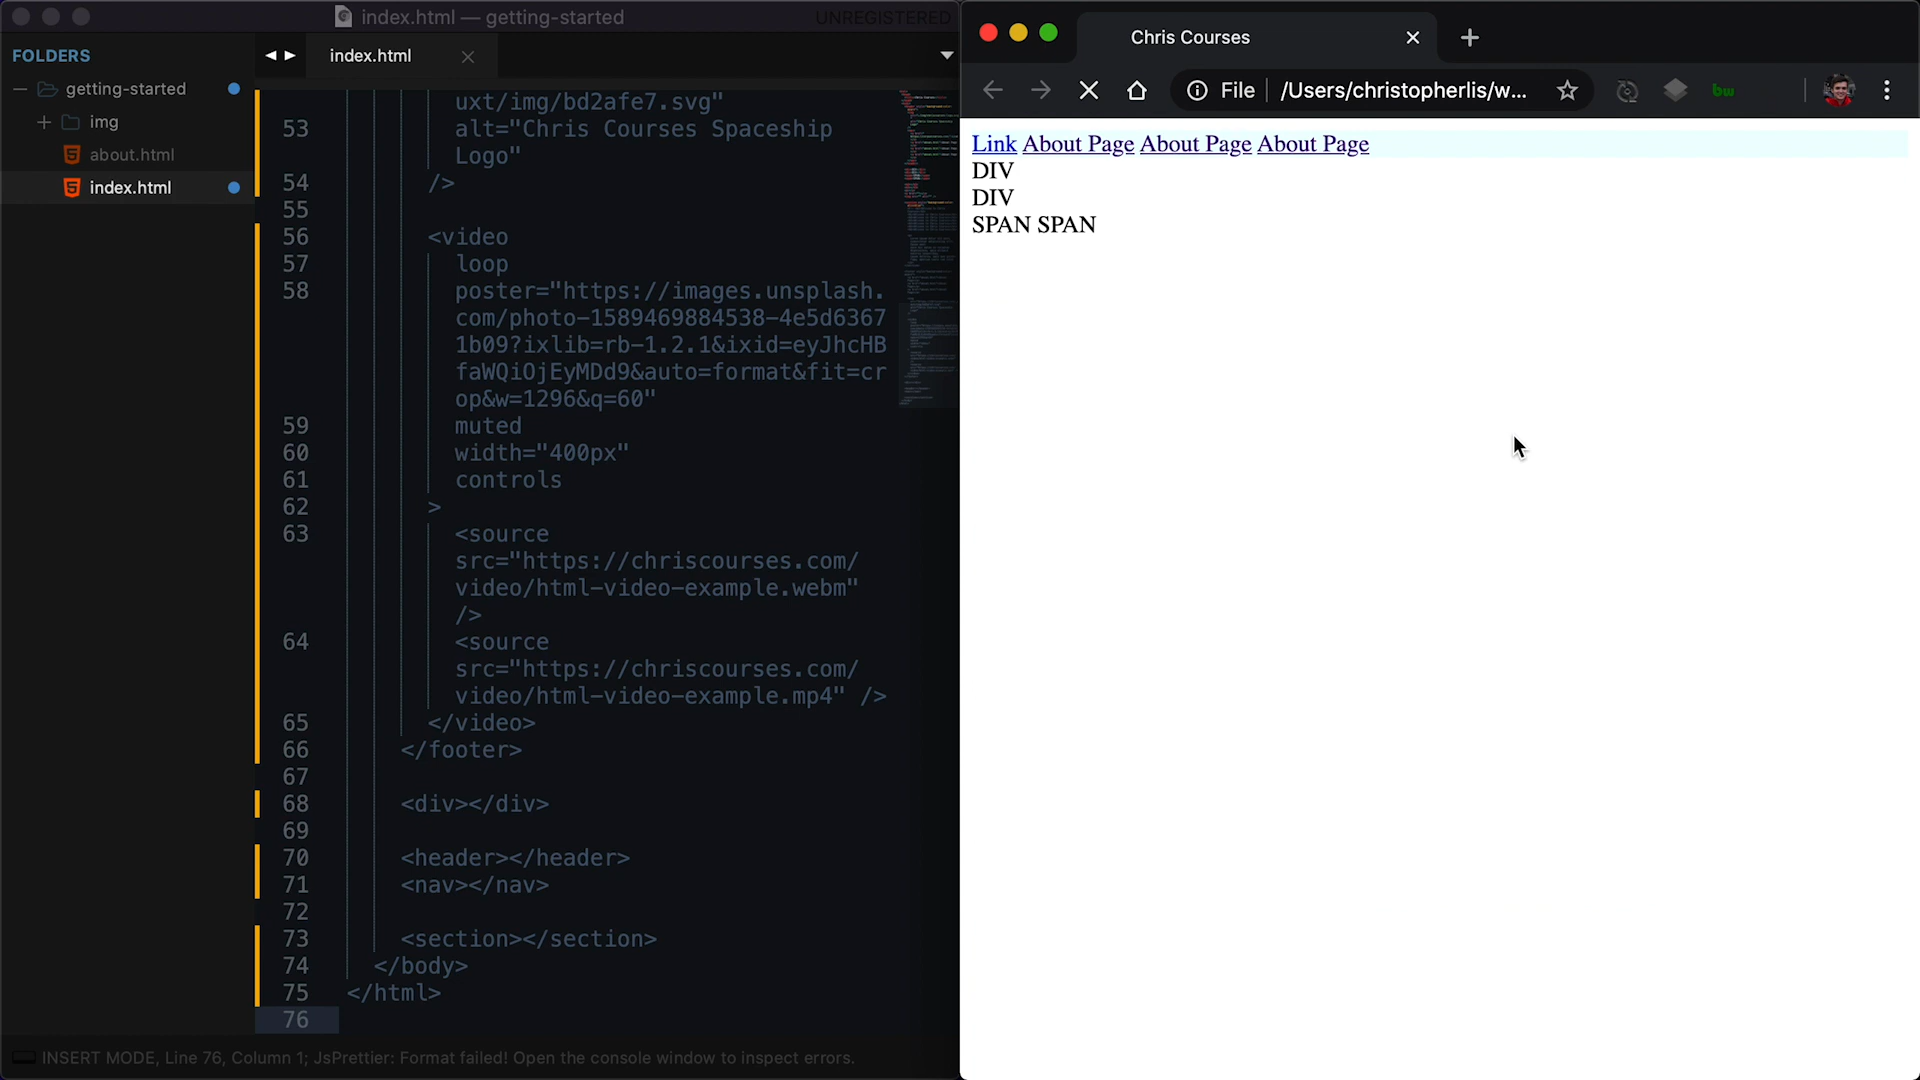 index.html — getting-started
UNREGISTERED
FOLDERS
getting-started
img
about.html
index.html
index.html
uxt/img/bd2afe7.svg"
53 alt="Chris Courses Spaceship
Logo"
54 />
55
56 <video
57 loop
58 poster="https://images.unsplash.
com/photo-1589469884538-4e5d6367
1b09?ixlib=rb-1.2.1&ixid=eyJhcHB
faWQiOjEyMDd9&auto=format&fit=cr
op&w=1296&q=60"
59 muted
60 width="400px"
61 controls
62 >
63 <source
src="https://chriscourses.com/
video/html-video-example.webm"
/>
64 <source
src="https://chriscourses.com/
video/html-video-example.mp4" />
65 </video>
66 </footer>
67
68 <div></div>
69
70 <header></header>
71 <nav></nav>
72
73 <section></section>
74 </body>
75 </html>
76
INSERT MODE, Line 76, Column 1; JsPrettier: Format failed! Open the console window to inspect errors.
Chris Courses
File /Users/christopherlis/w...
bw
Link About Page About Page About Page
DIV
DIV
SPAN SPAN